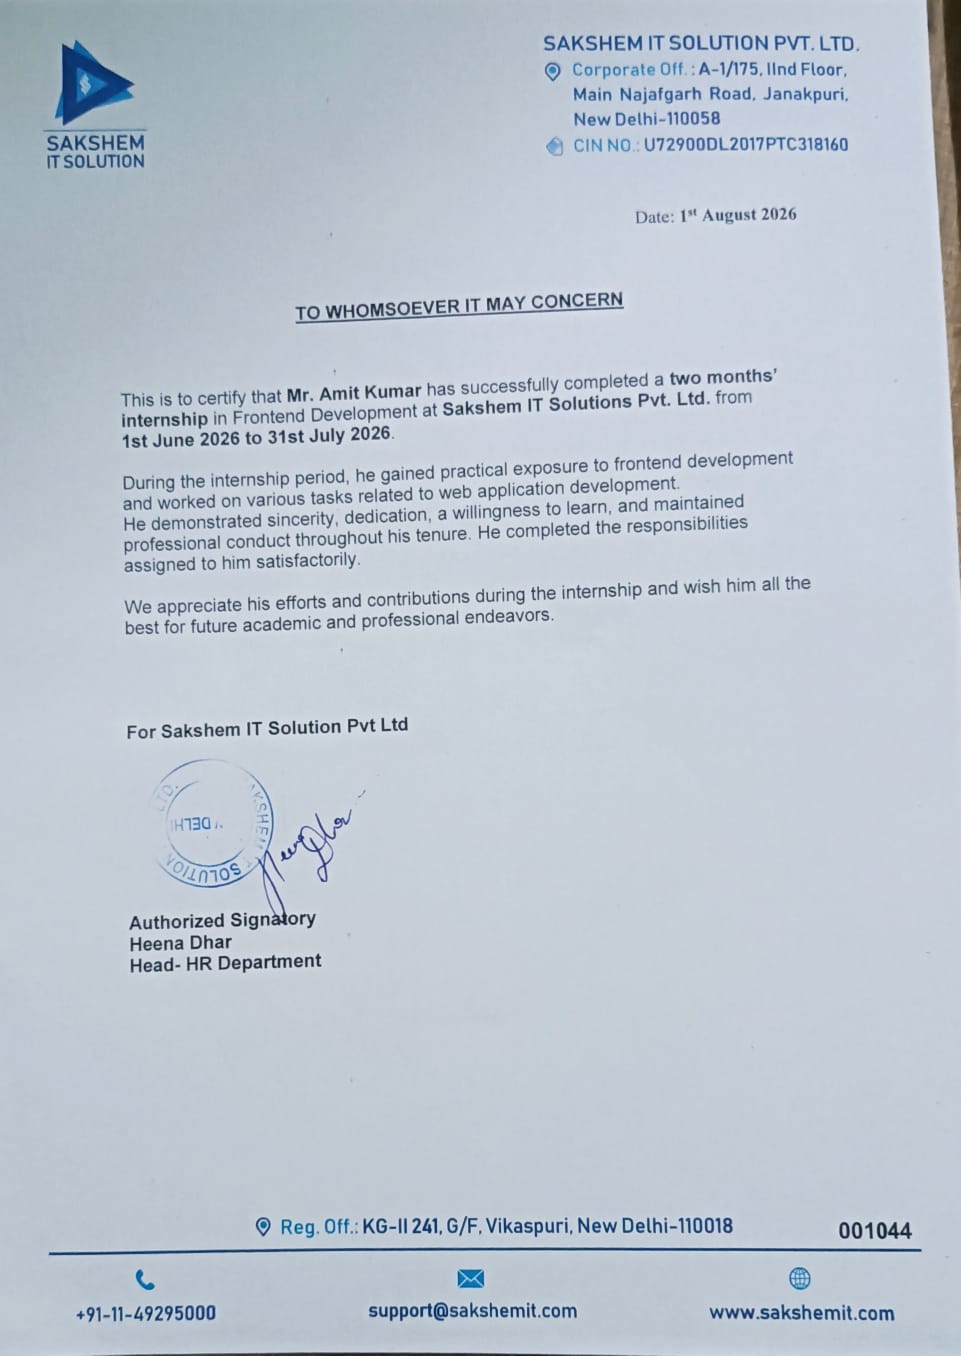 SAKSHEM IT SOLUTION PVT. LTD.
Corporate Off. : A-1/175, IInd Floor,
Main Najafgarh Road, Janakpuri,
New Delhi-110058
CIN NO.: U72900DL2017PTC318160
SAKSHEM
IT SOLUTION
Date: 1st August 2026
TO WHOMSOEVER IT MAY CONCERN
This is to certify that Mr. Amit Kumar has successfully completed a two months'
internship in Frontend Development at Sakshem IT Solutions Pvt. Ltd. from
1st June 2026 to 31st July 2026.
During the internship period, he gained practical exposure to frontend development
and worked on various tasks related to web application development.
He demonstrated sincerity, dedication, a willingness to learn, and maintained
professional conduct throughout his tenure. He completed the responsibilities
assigned to him satisfactorily.
We appreciate his efforts and contributions during the internship and wish him all the
best for future academic and professional endeavors.
For Sakshem IT Solution Pvt Ltd
SOLUTION
LTD.
DELHI
Heena Dhar
Authorized Signatory
Heena Dhar
Head- HR Department
Reg. Off.: KG-II 241, G/F, Vikaspuri, New Delhi-110018
001044
+91-11-49295000
support@sakshemit.com
www.sakshemit.com